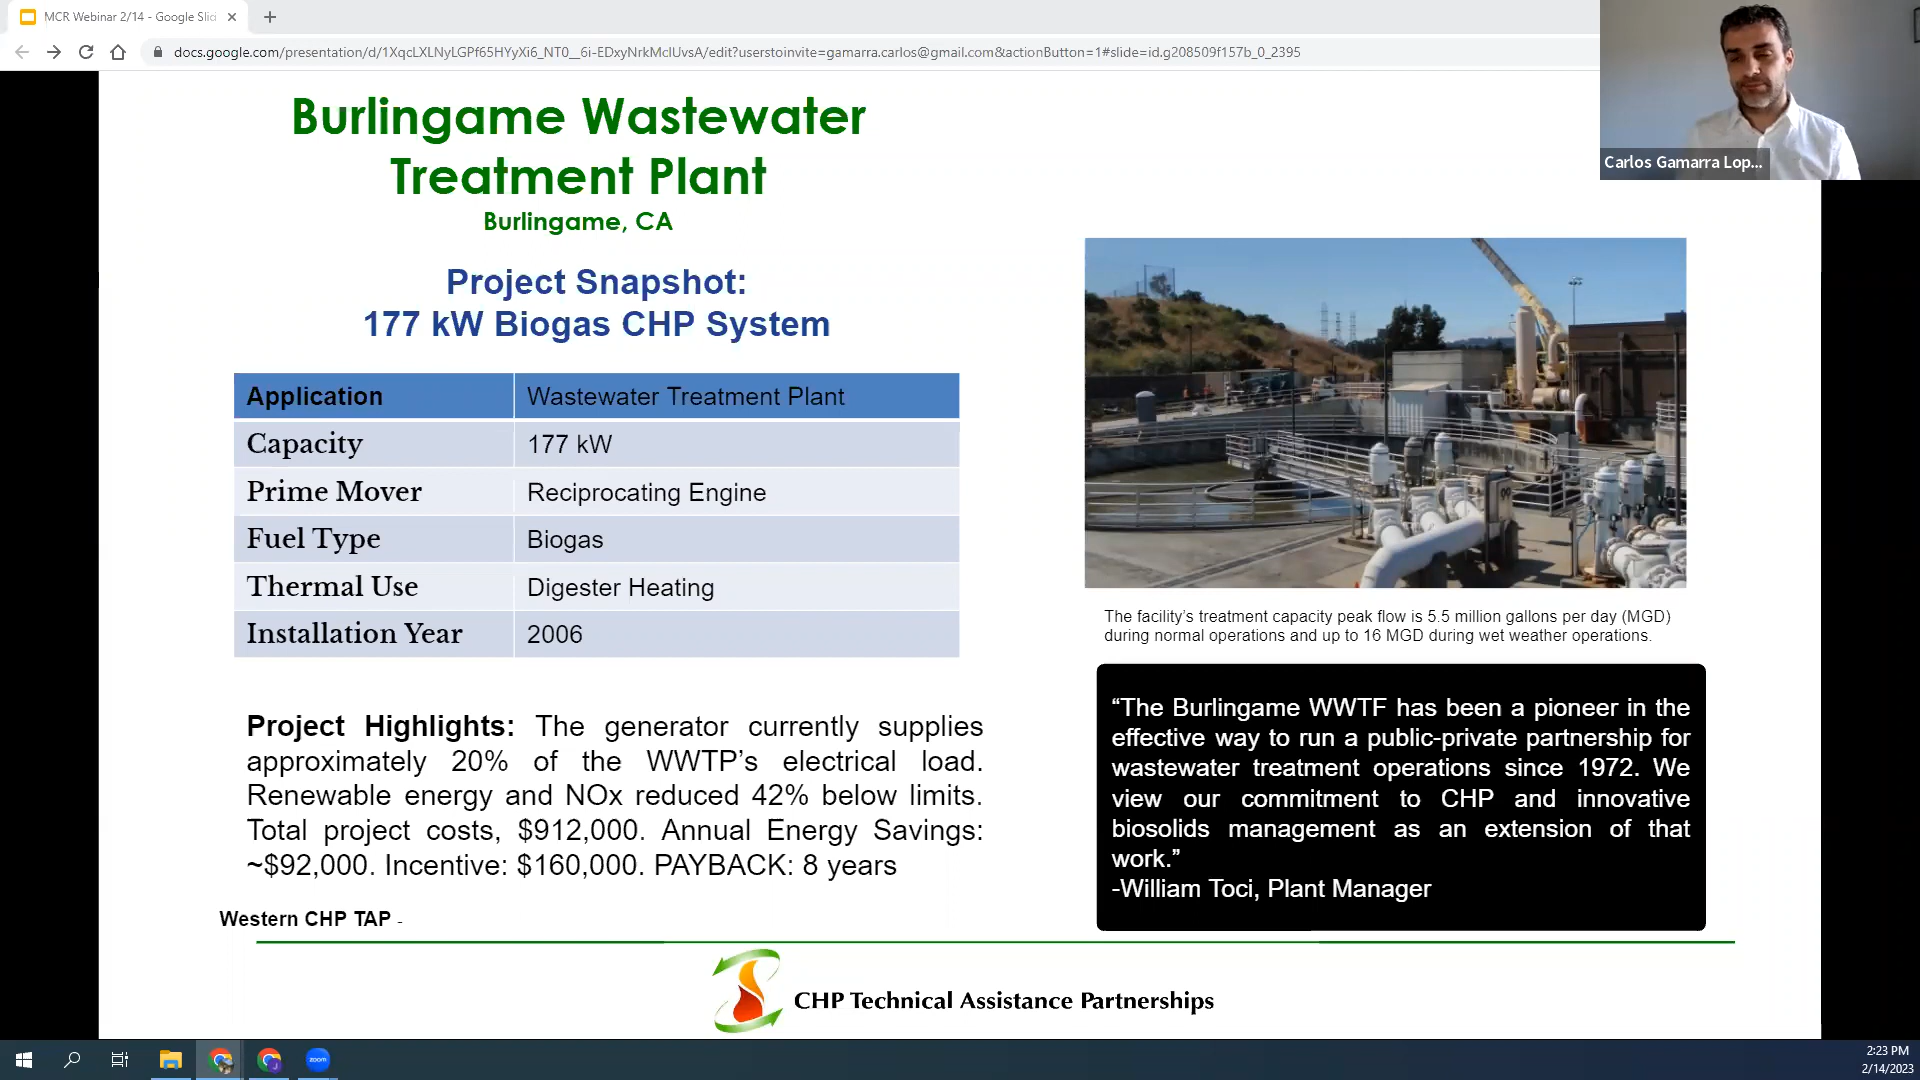 MCR Webinar 2/14 - Google Slid
docs.google.com/presentation/d/1XqcLXLNyLGPf65HYyXi6_NT0__6i-EDxyNrkMclUvsA/edit?userstoinvite=gamarra.carlos@gmail.com&actionButton=1#slide=id.g208509f157b_0_2395
Carlos Gamarra Lop...
Burlingame Wastewater
Treatment Plant
Burlingame, CA
Project Snapshot:
177 kW Biogas CHP System
Application Wastewater Treatment Plant
Capacity 177 kW
Prime Mover Reciprocating Engine
Fuel Type Biogas
Thermal Use Digester Heating
Installation Year 2006
Project Highlights: The generator currently supplies
approximately 20% of the WWTP’s electrical load.
Renewable energy and NOx reduced 42% below limits.
Total project costs, $912,000. Annual Energy Savings:
~$92,000. Incentive: $160,000. PAYBACK: 8 years
Western CHP TAP -
The facility’s treatment capacity peak flow is 5.5 million gallons per day (MGD)
during normal operations and up to 16 MGD during wet weather operations.
“The Burlingame WWTF has been a pioneer in the
effective way to run a public-private partnership for
wastewater treatment operations since 1972. We
view our commitment to CHP and innovative
biosolids management as an extension of that
work.”
-William Toci, Plant Manager
CHP Technical Assistance Partnerships
zoom
2:23 PM
2/14/2023